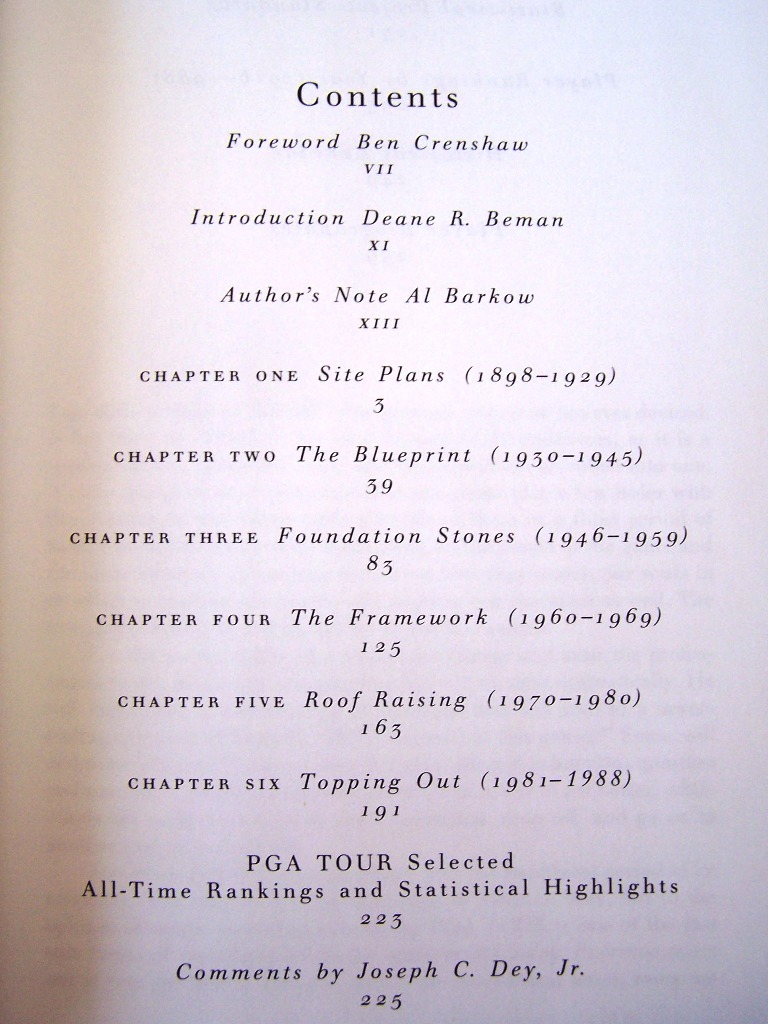 Contents
Foreword Ben Crenshaw
VII
Introduction Deane R. Beman
XI
Author's Note Al Barkow
XIII
CHAPTER ONE Site Plans (1898–1929)
3
CHAPTER TWO The Blueprint (1930–1945)
39
CHAPTER THREE Foundation Stones (1946–1959)
83
CHAPTER FOUR The Framework (1960–1969)
125
CHAPTER FIVE Roof Raising (1970–1980)
163
CHAPTER SIX Topping Out (1981–1988)
191
PGA TOUR Selected
All-Time Rankings and Statistical Highlights
223
Comments by Joseph C. Dey, Jr.
225